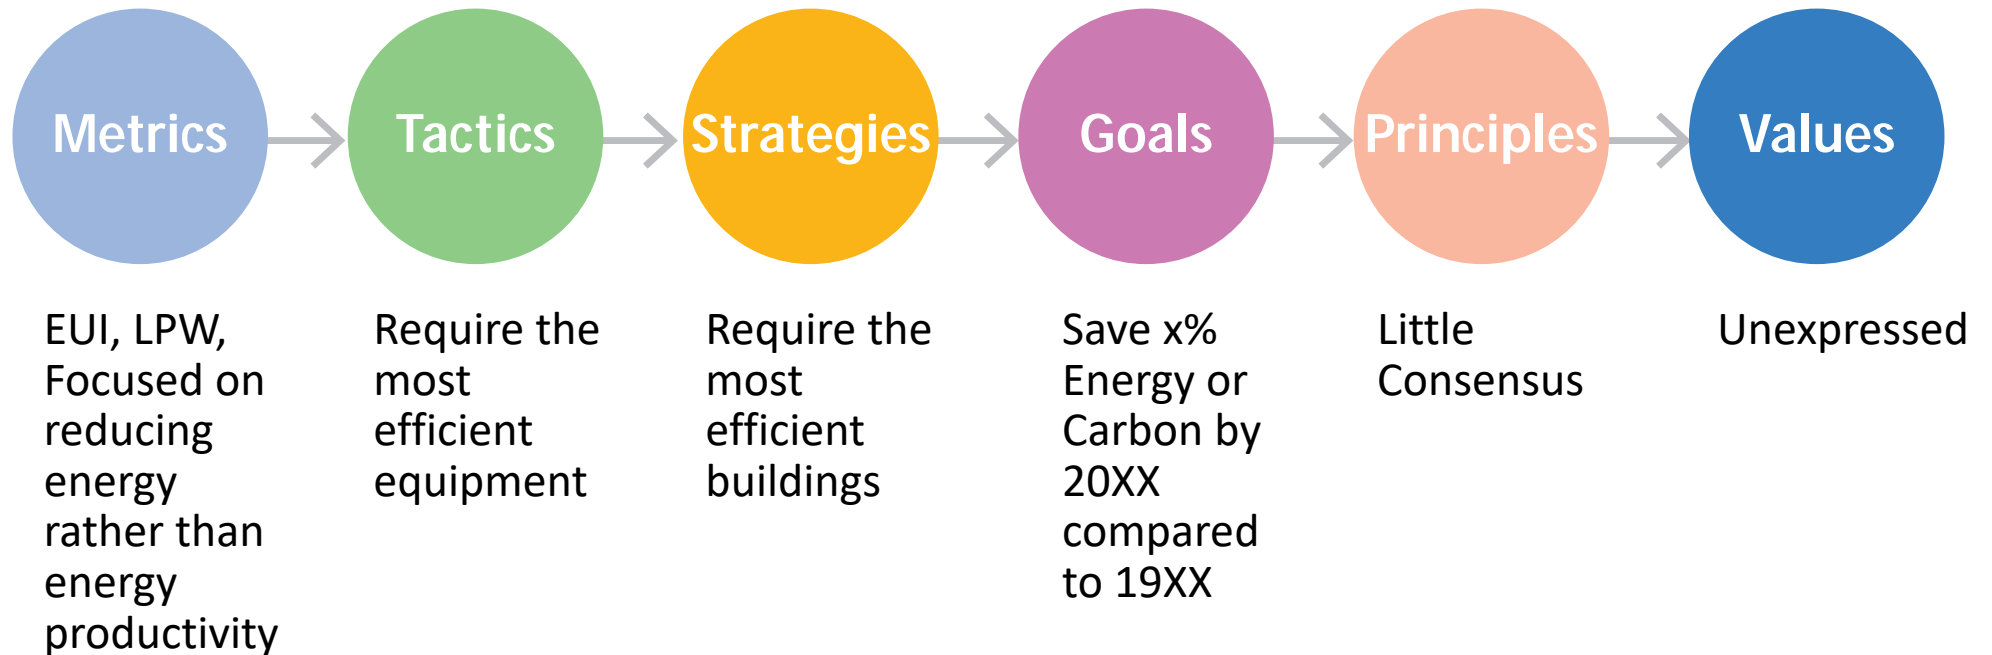 Metrics
Tactics
Strategies
Goals
Principles
Values
EUI, LPW,
Focused on
reducing
energy
rather than
energy
productivity
Require the
most
efficient
equipment
Require the
most
efficient
buildings
Save x%
Energy or
Carbon by
20XX
compared
to 19XX
Little
Consensus
Unexpressed